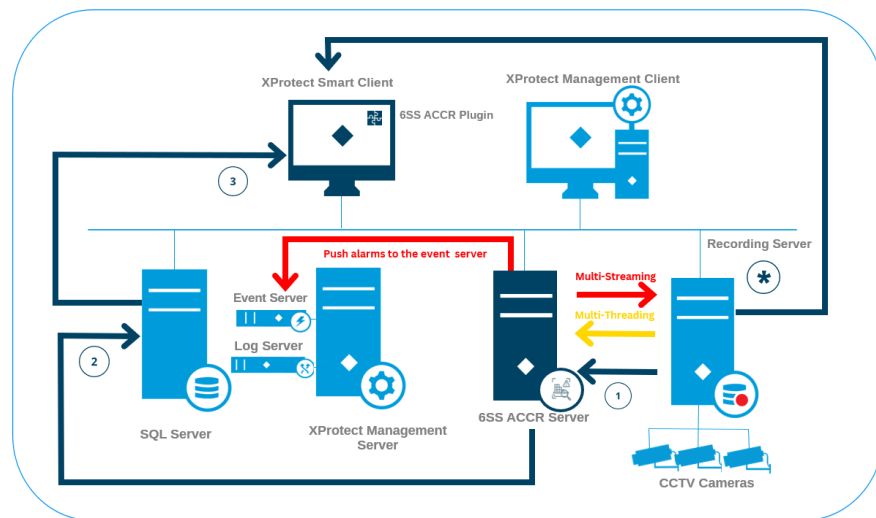 XProtect Smart Client
XProtect Management Client
6SS ACCR Plugin
3
Push alarms to the event server
Recording Server
Multi-Streaming
*
Event Server
Multi-Threading
Log Server
2
1
6SS ACCR Server
SQL Server
XProtect Management
Server
CCTV Cameras